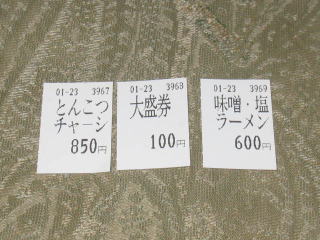 01-23 3967
とんこつ
チャーシ
850円
01-23 3968
大盛券
100円
01-23 3969
味噌・塩
ラーメン
600円